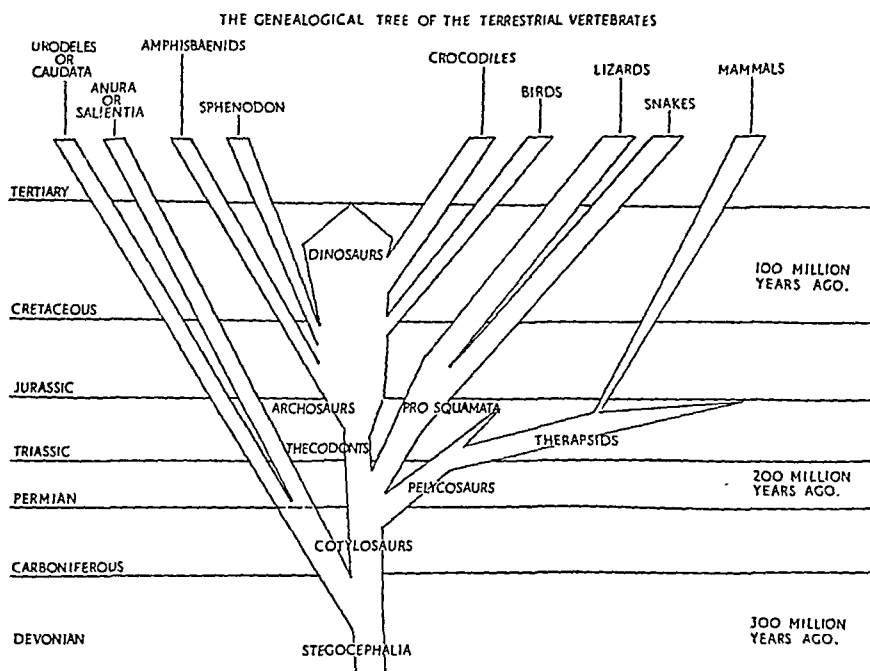 THE GENEALOGICAL TREE OF THE TERRESTRIAL VERTEBRATES
URODELES
OR
CAUDATA
ANURA
OR
SALIENTIA
AMPHISBAENIDS
SPHENODON
CROCODILES
BIRDS
LIZARDS
SNAKES
MAMMALS
TERTIARY
DINOSAURS
100 MILLION
YEARS AGO.
CRETACEOUS
JURASSIC
ARCHOSAURS
PRO SQUAMATA
THECODONTS
THERAPSIDS
TRIASSIC
200 MILLION
YEARS AGO.
PELYCOSAURS
PERMIAN
COTYLOSAURS
CARBONIFEROUS
300 MILLION
YEARS AGO.
DEVONIAN
STEGOCEPHALIA